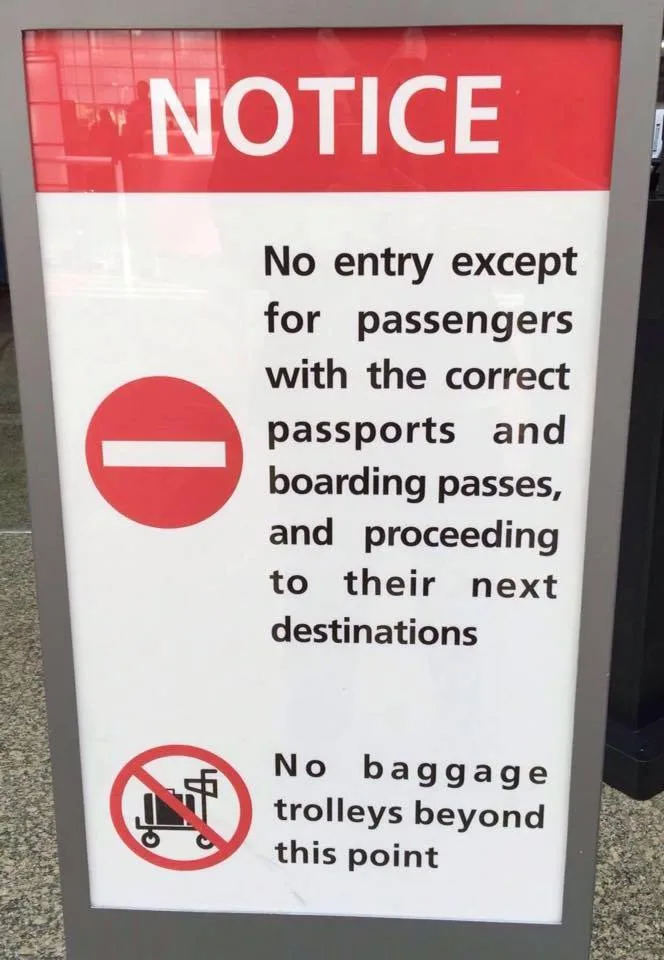 NOTICE
No entry except
for passengers
with the correct
passports and
boarding passes,
and proceeding
to their next
destinations
No baggage
trolleys beyond
this point